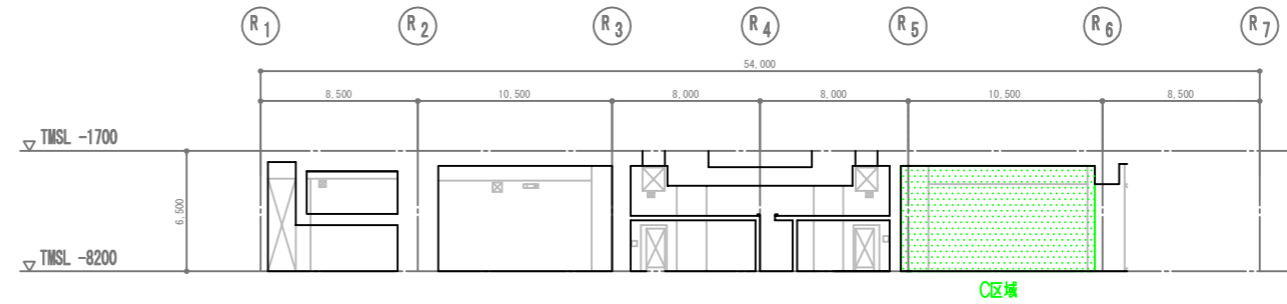 R1 R2 R3 R4 R5 R6 R7
54,000
8,500 10,500 8,000 8,000 10,500 8,500
TMSL -1700
6,500
TMSL -8200
C区域